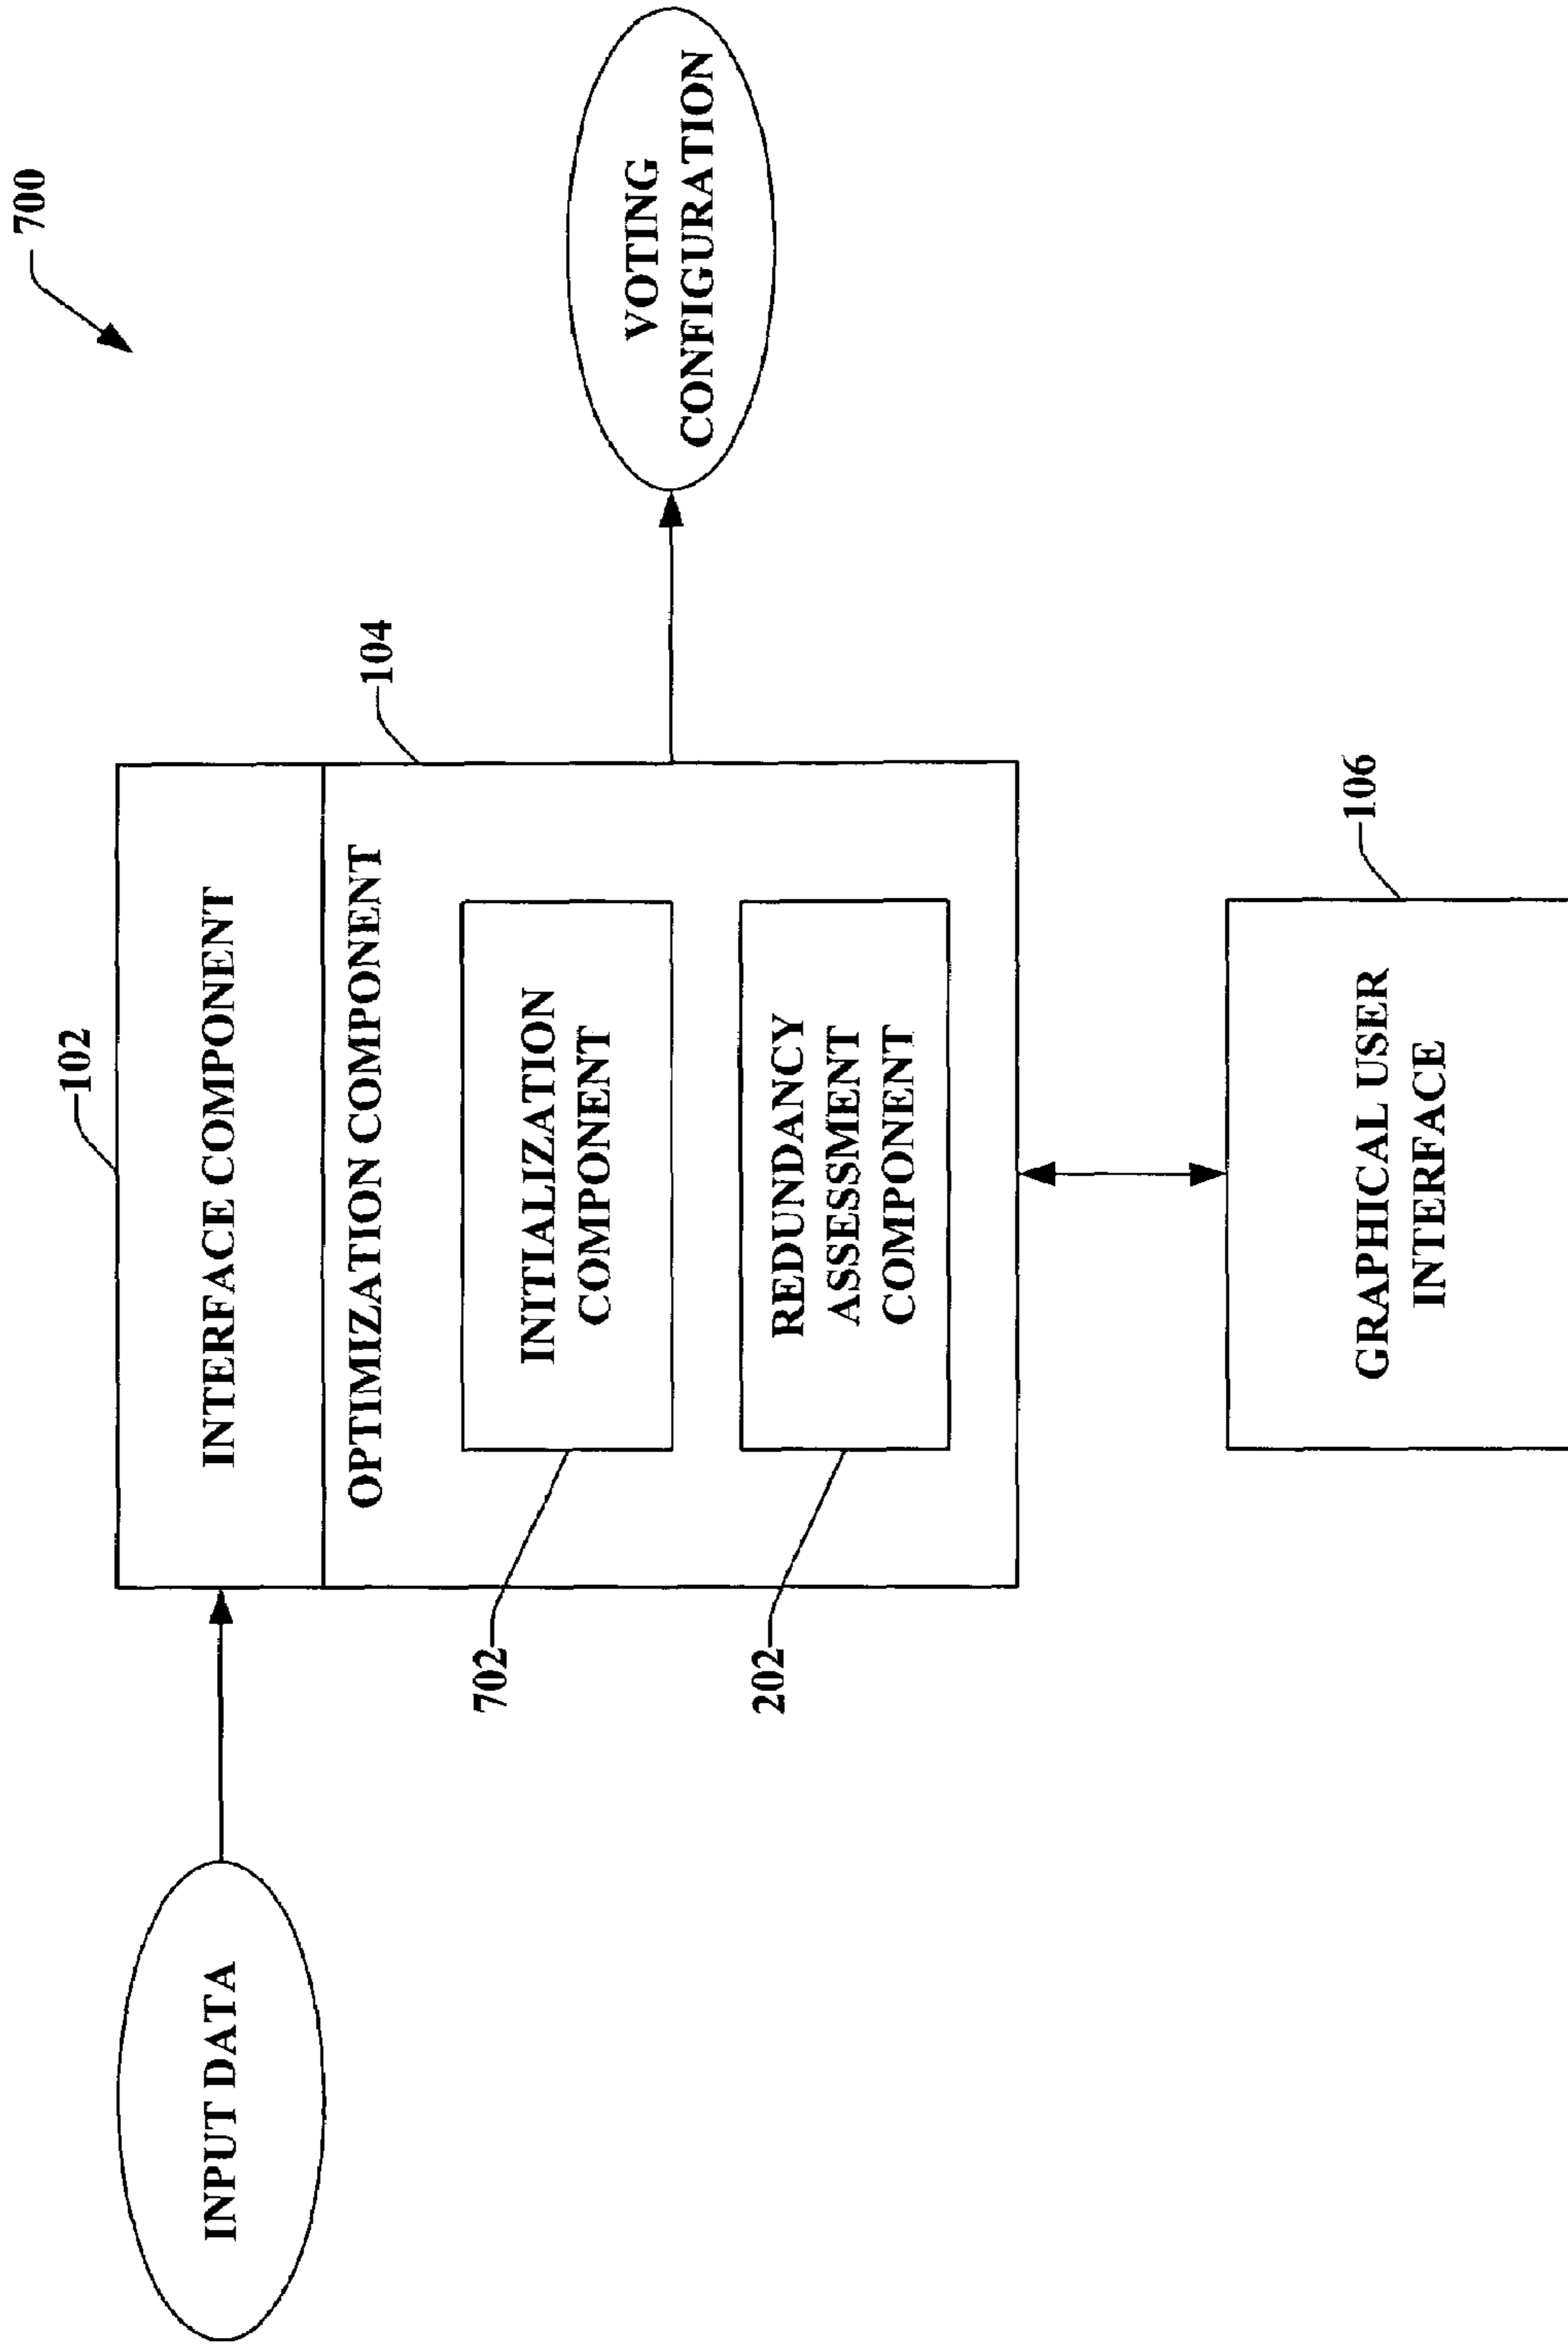 700
102
INPUT DATA
INTERFACE COMPONENT
104
OPTIMIZATION COMPONENT
702
INITIALIZATION
COMPONENT
VOTING
CONFIGURATION
202
REDUNDANCY
ASSESSMENT
COMPONENT
106
GRAPHICAL USER
INTERFACE